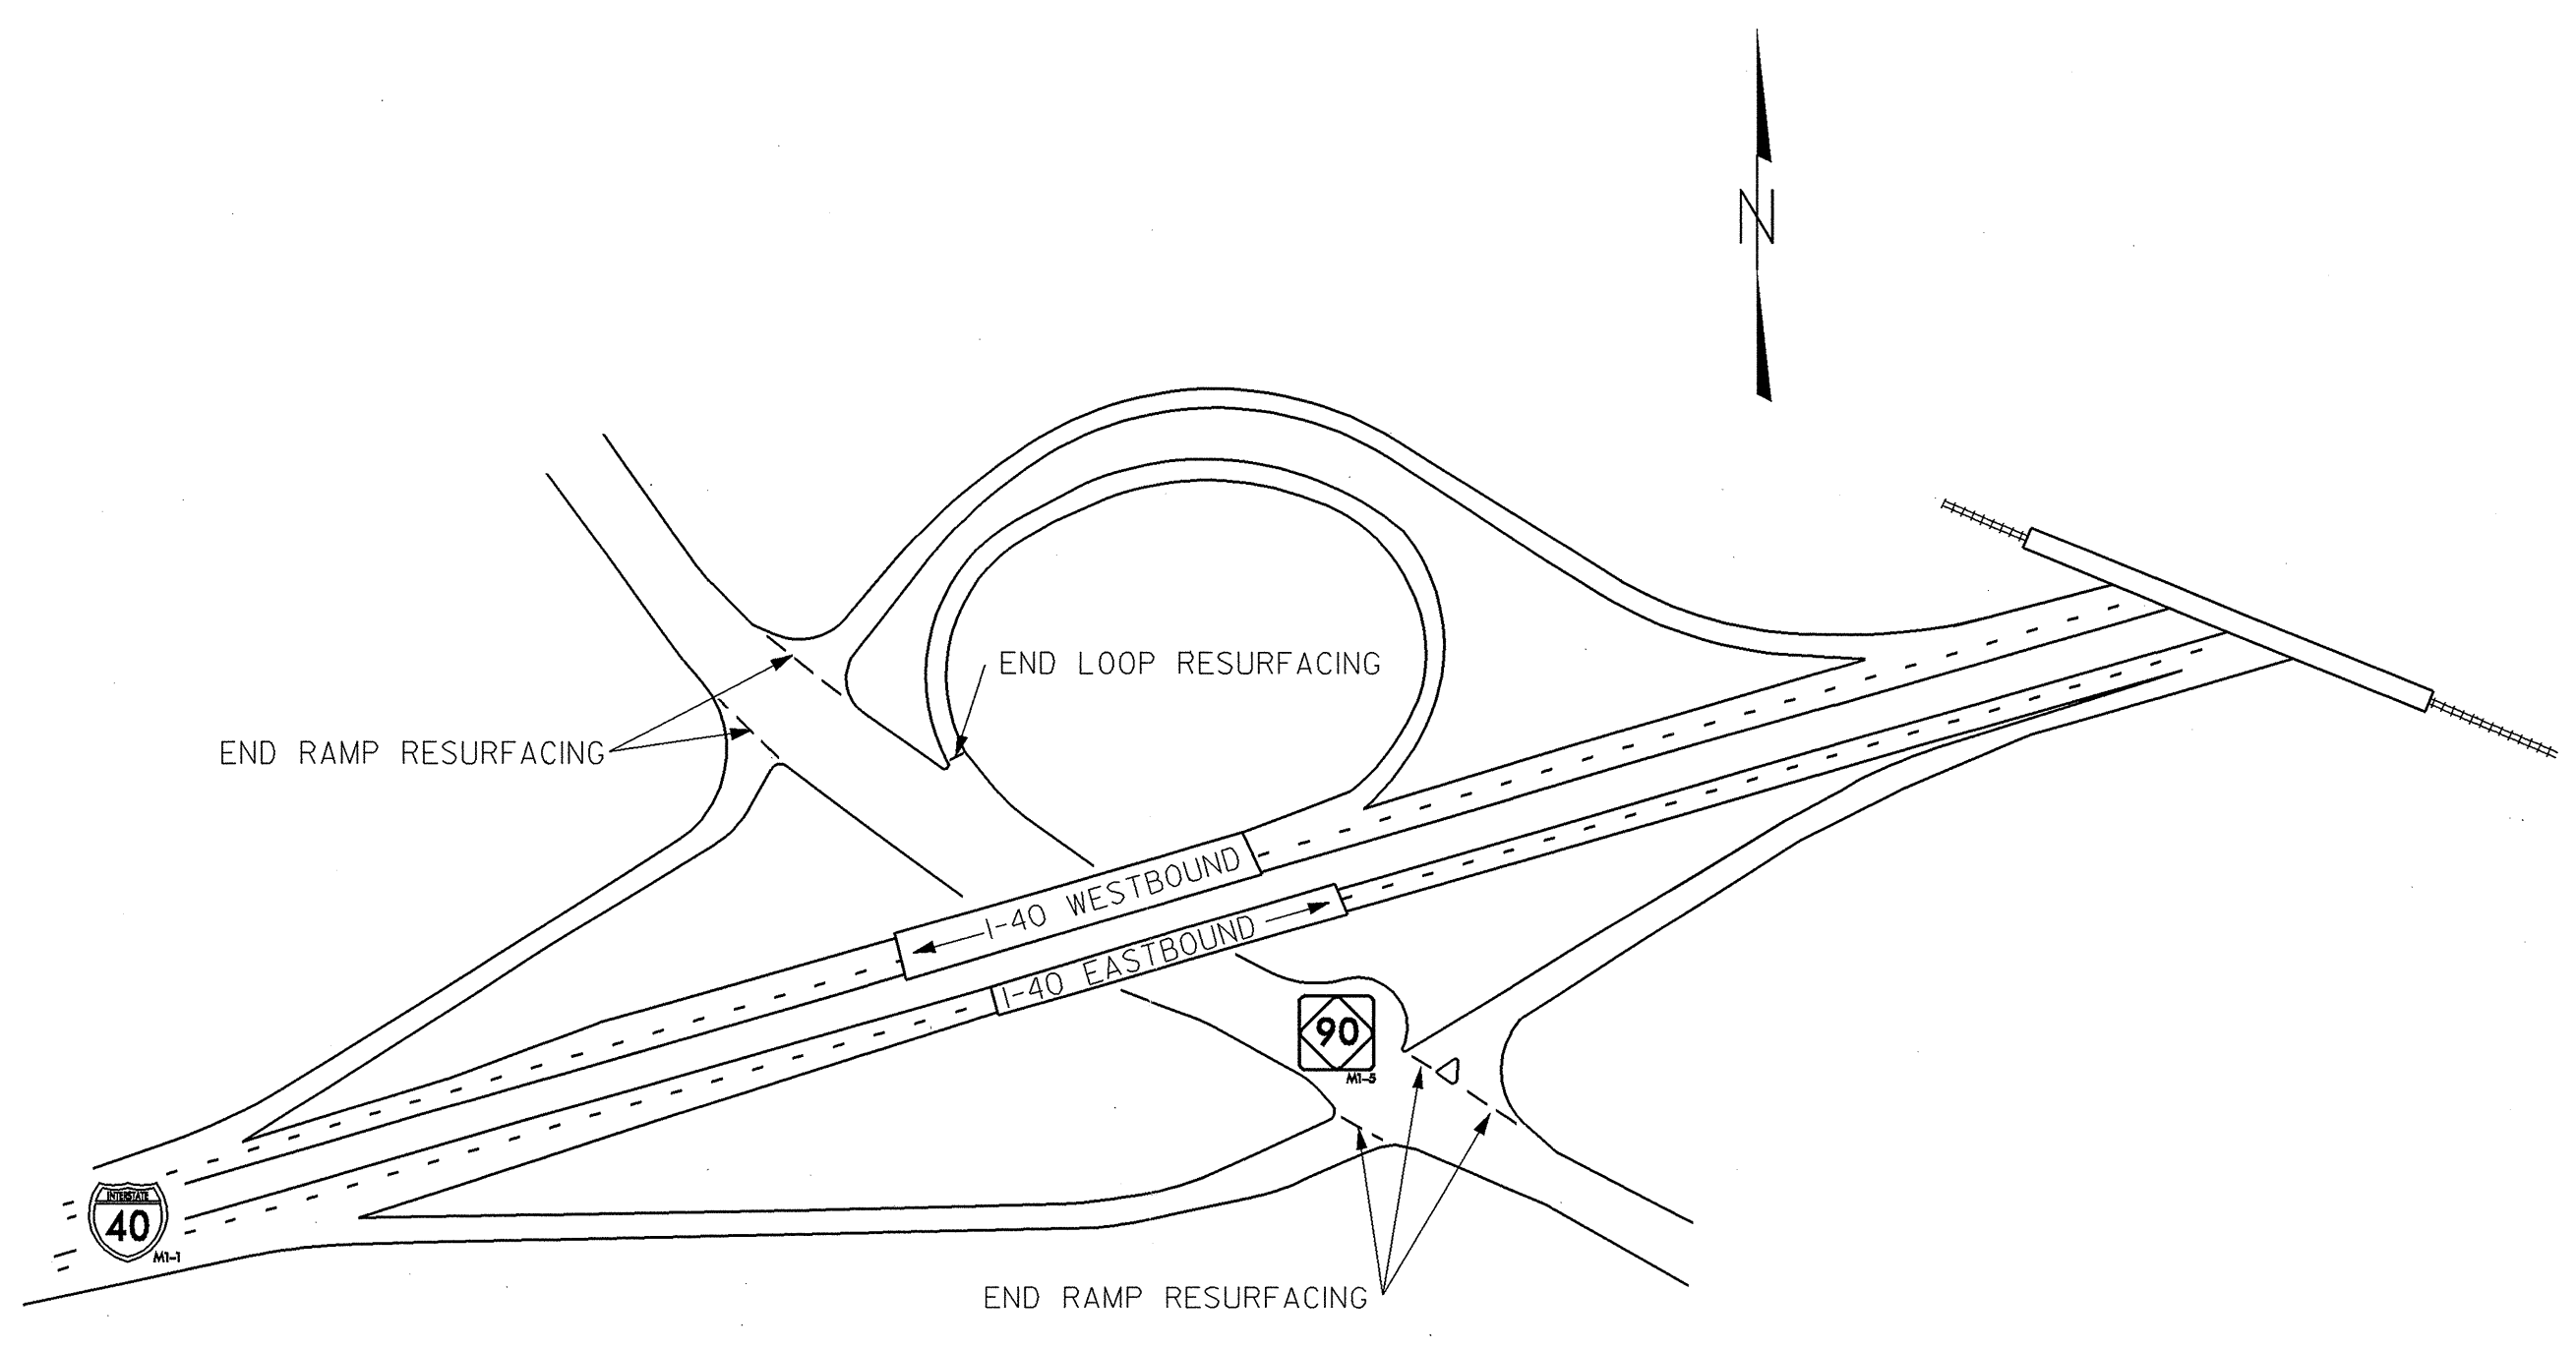 N
END LOOP RESURFACING
END RAMP RESURFACING
I-40 WESTBOUND
I-40 EASTBOUND
90
M1-5
INTERSTATE
40
M1-1
END RAMP RESURFACING